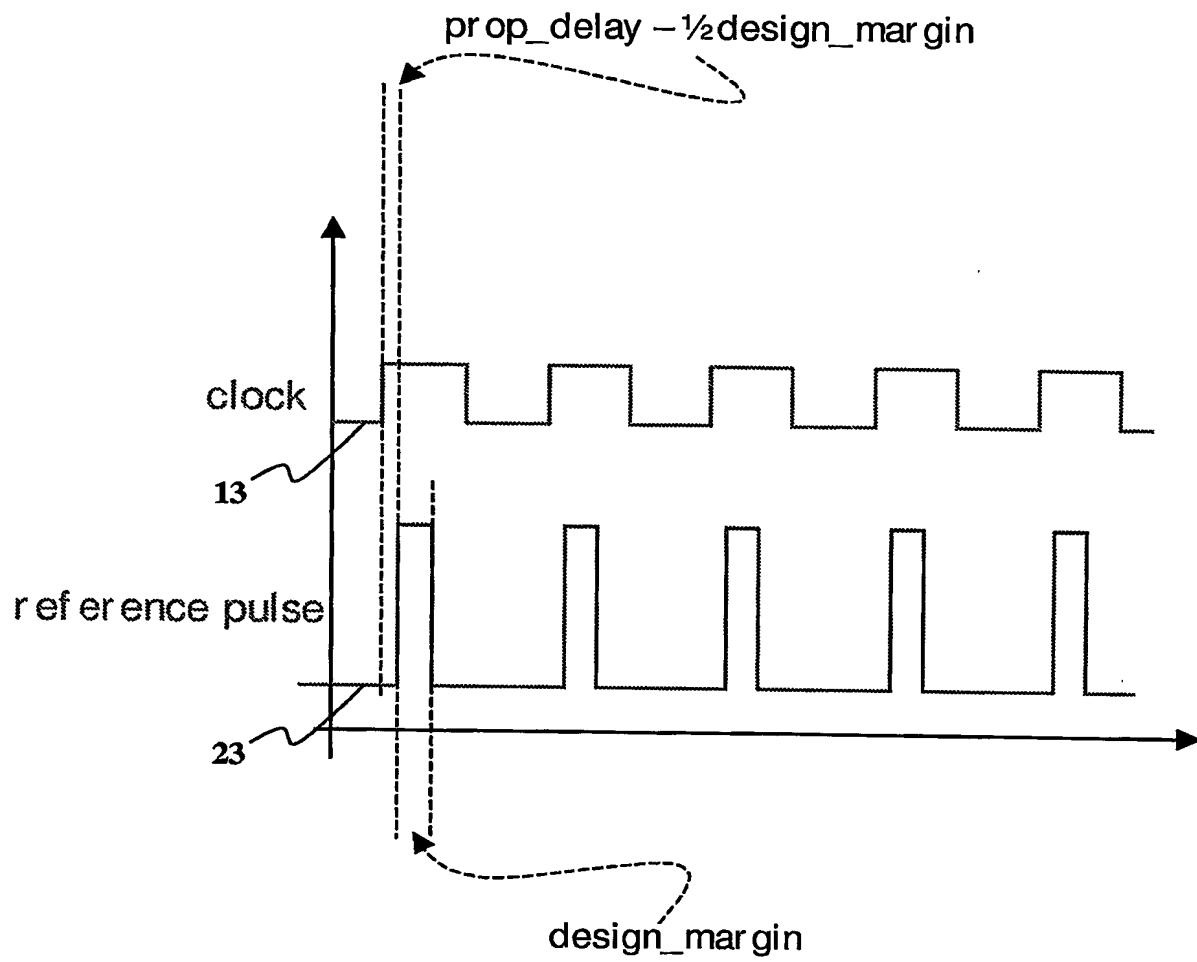 prop_delay – ½design_margin
clock
13
reference pulse
23
design_margin